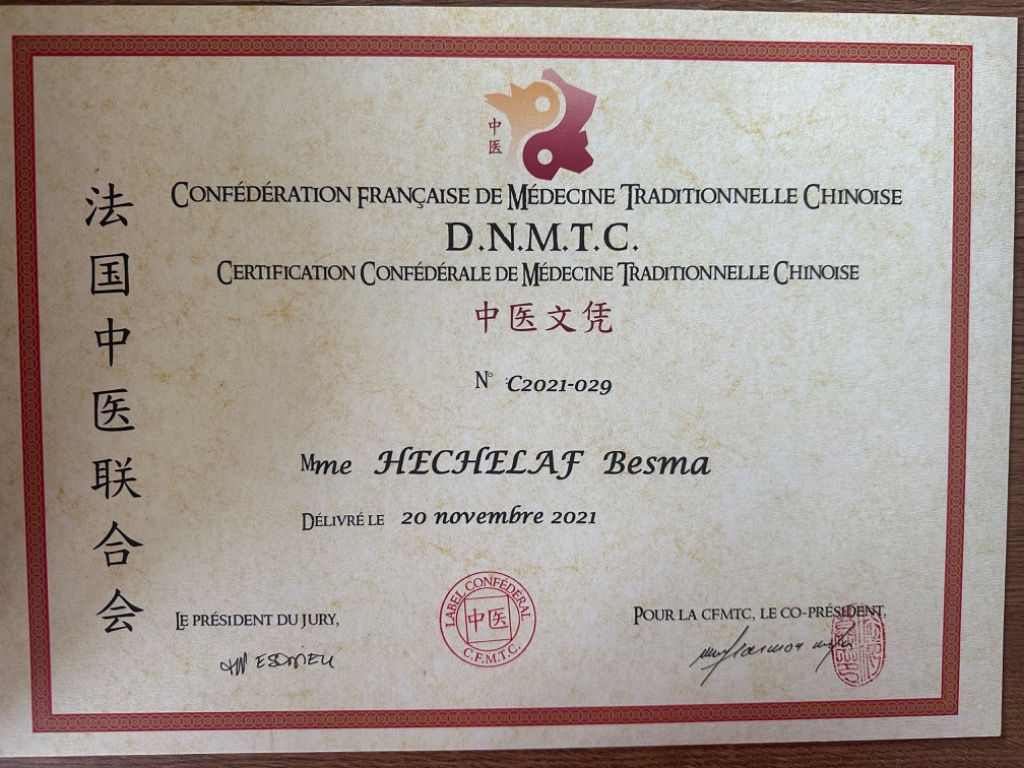 中医
CONFÉDÉRATION FRANÇAISE DE MÉDECINE TRADITIONNELLE CHINOISE
D.N.M.T.C.
CERTIFICATION CONFÉDÉRALE DE MÉDECINE TRADITIONNELLE CHINOISE
中医文凭
法国中医联合会
N° C2021-029
Mme HECHELAF Besma
DÉLIVRÉ LE 20 novembre 2021
LE PRÉSIDENT DU JURY,
LABEL CONFÉDÉRAL
中医
C.F.M.T.C.
POUR LA CFMTC, LE CO-PRÉSIDENT,